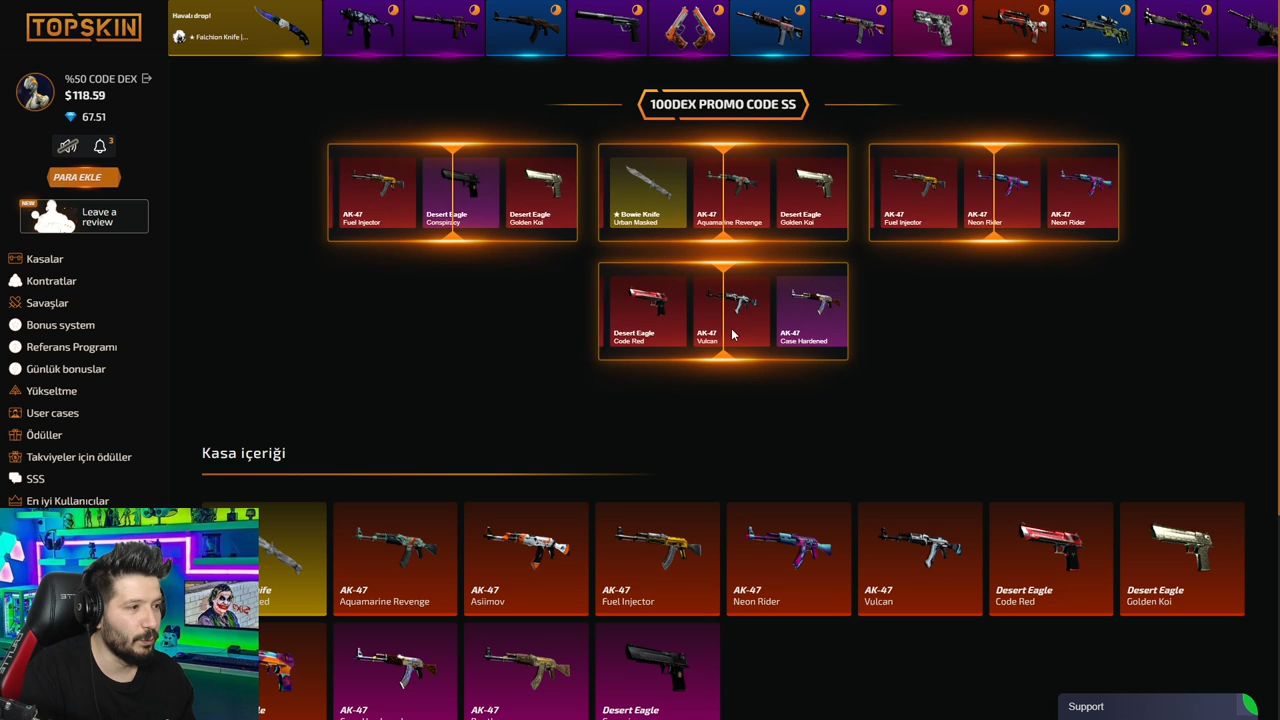 TOPSKIN
Havalı drop!
★ Falchion Knife |...
%50 CODE DEX
$118.59
67.51
3
PARA EKLE
NEW
Leave a
review
Kasalar
Kontratlar
Savaşlar
Bonus system
Referans Programı
Günlük bonuslar
Yükseltme
User cases
Ödüller
Takviyeler için ödüller
SSS
En iyi Kullanıcılar
100DEX PROMO CODE SS
AK-47
Fuel Injector
Desert Eagle
Conspiracy
Desert Eagle
Golden Koi
★ Bowie Knife
Urban Masked
AK-47
Aquamarine Revenge
Desert Eagle
Golden Koi
AK-47
Fuel Injector
AK-47
Neon Rider
AK-47
Neon Rider
Desert Eagle
Code Red
AK-47
Vulcan
AK-47
Case Hardened
Kasa içeriği
AK-47
Aquamarine Revenge
AK-47
Asiimov
AK-47
Fuel Injector
AK-47
Neon Rider
AK-47
Vulcan
Desert Eagle
Code Red
Desert Eagle
Golden Koi
AK-47
AK-47
Desert Eagle
Support